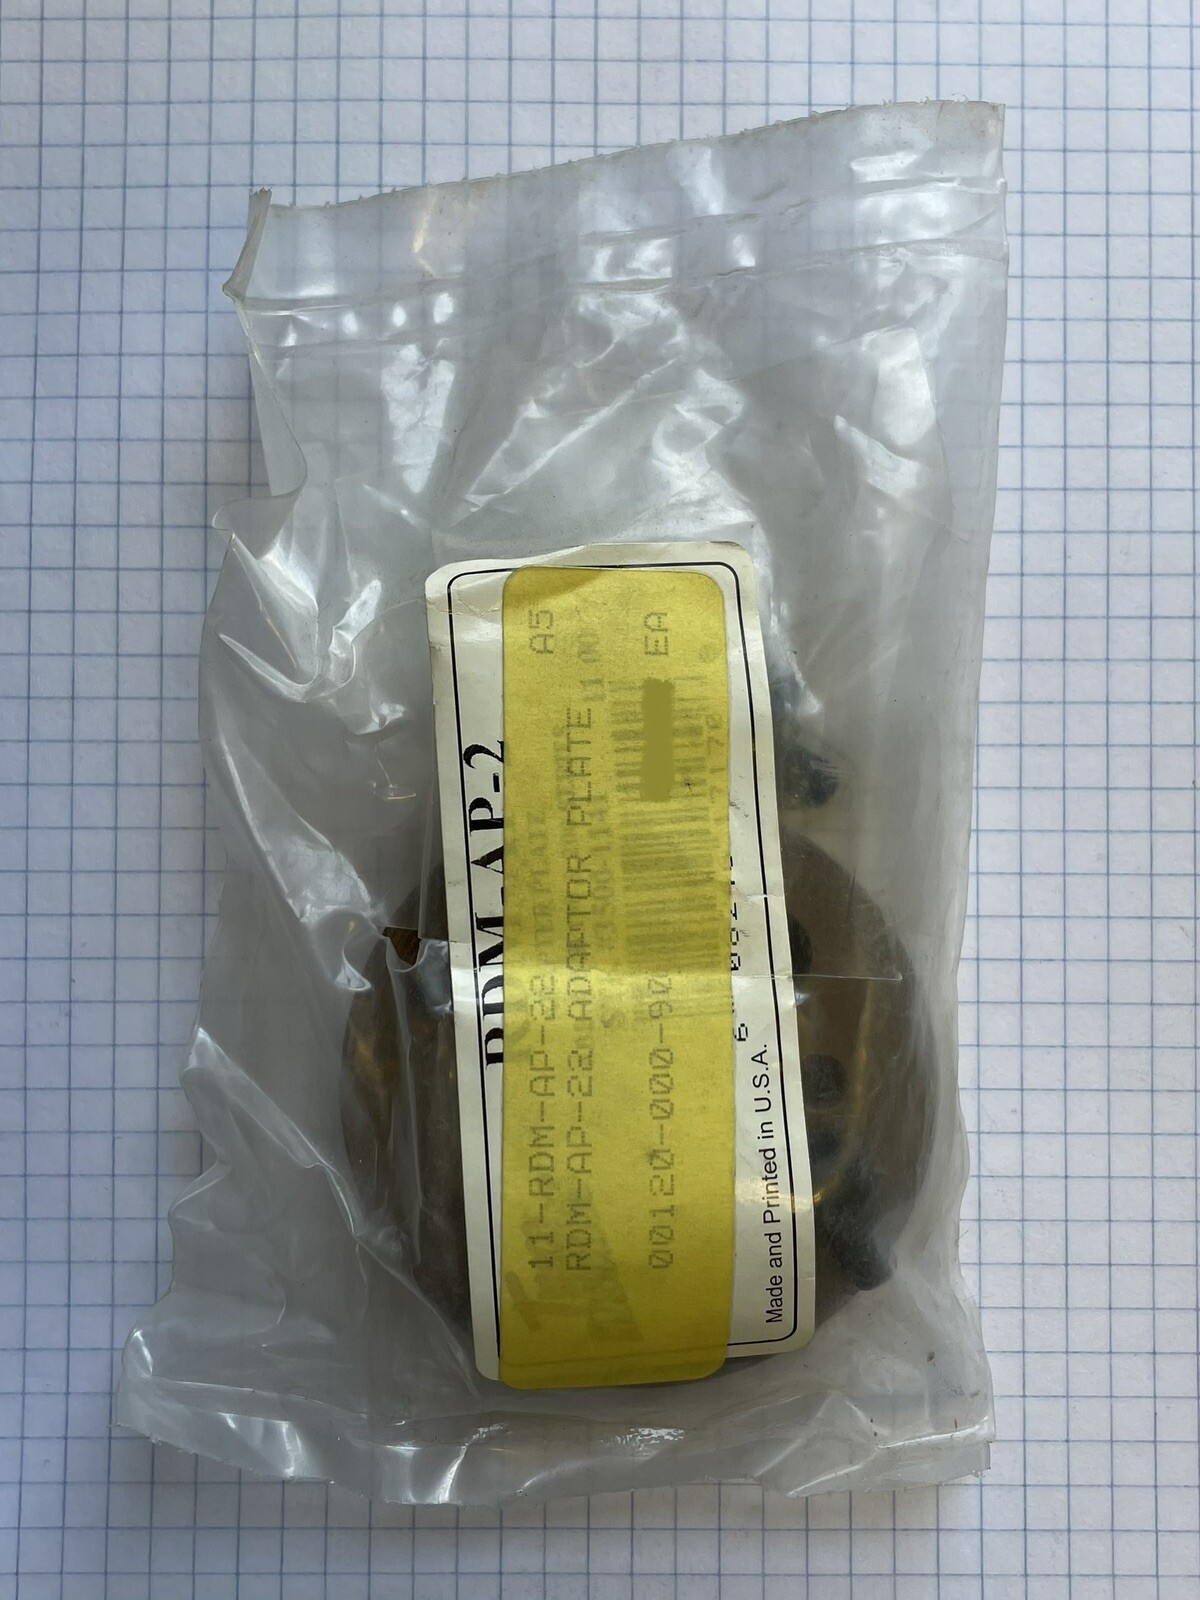 RDM-AP-2
11-RDM-AP-22 A5
RDM-AP-22 ADAPTOR PLATE
00120-000-90 EA
Made and Printed in U.S.A.